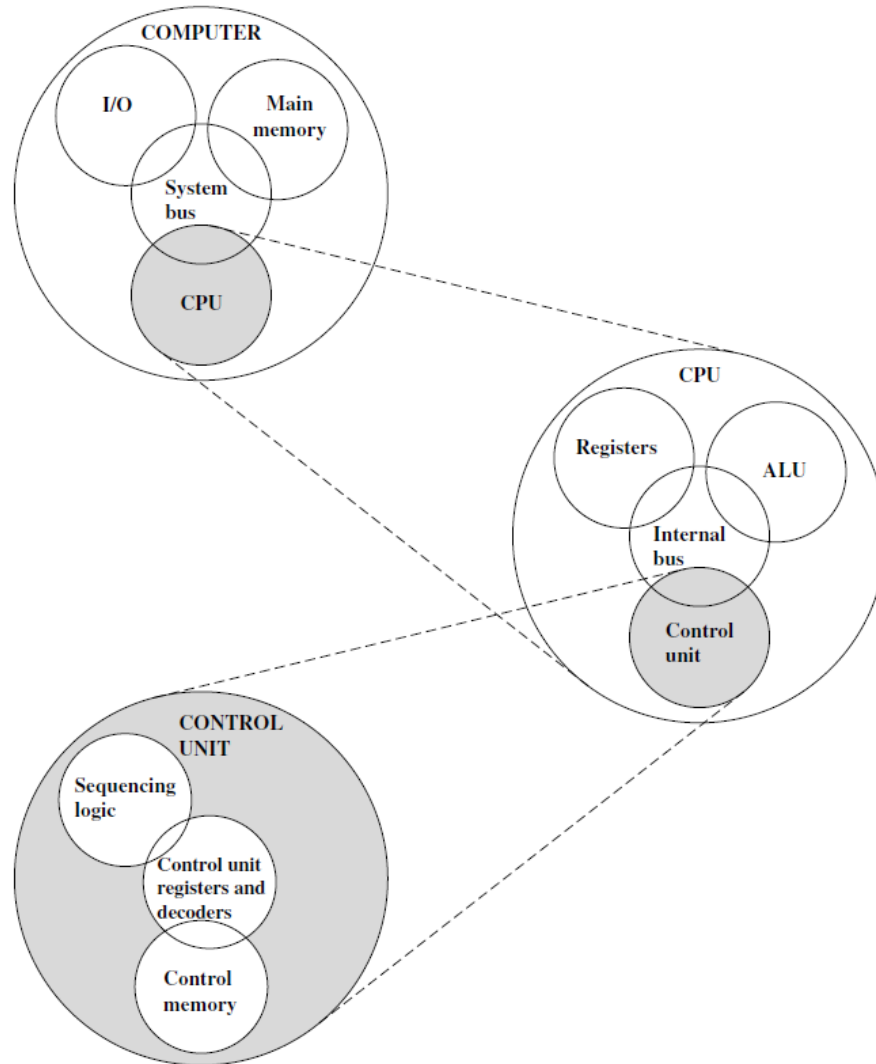 COMPUTER
I/O
Main
memory
System
bus
CPU
CPU
Registers
ALU
Internal
bus
Control
unit
CONTROL
UNIT
Sequencing
logic
Control unit
registers and
decoders
Control
memory